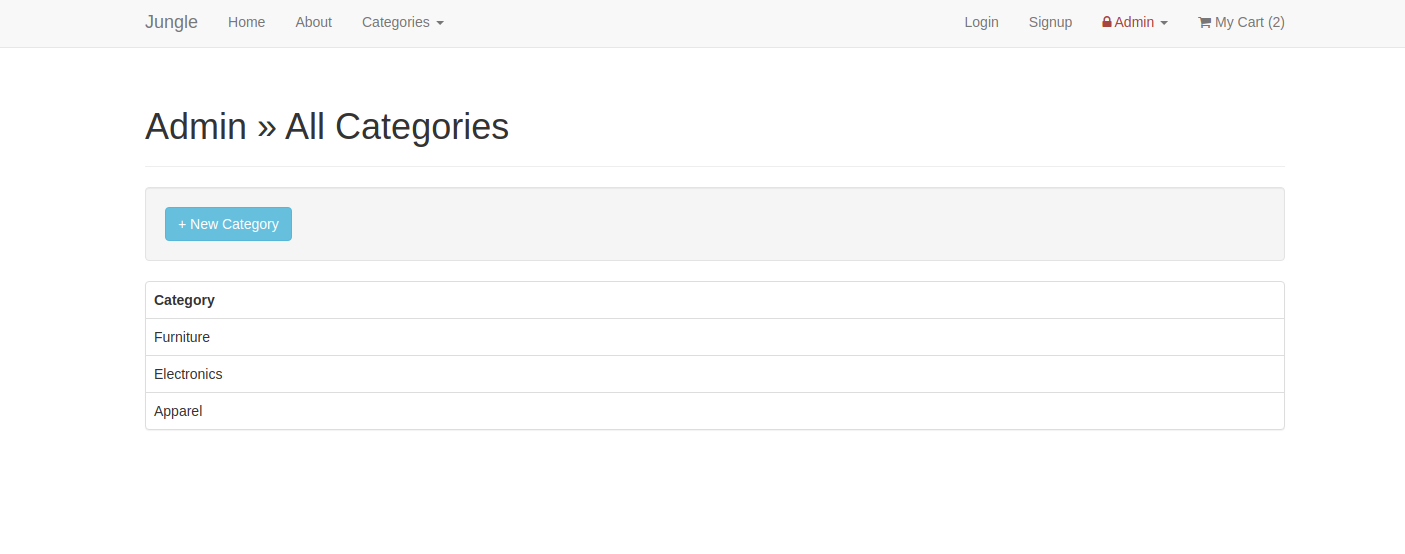 Jungle Home About Categories Login Signup Admin My Cart (2)
Admin » All Categories
+ New Category
Category
Furniture
Electronics
Apparel